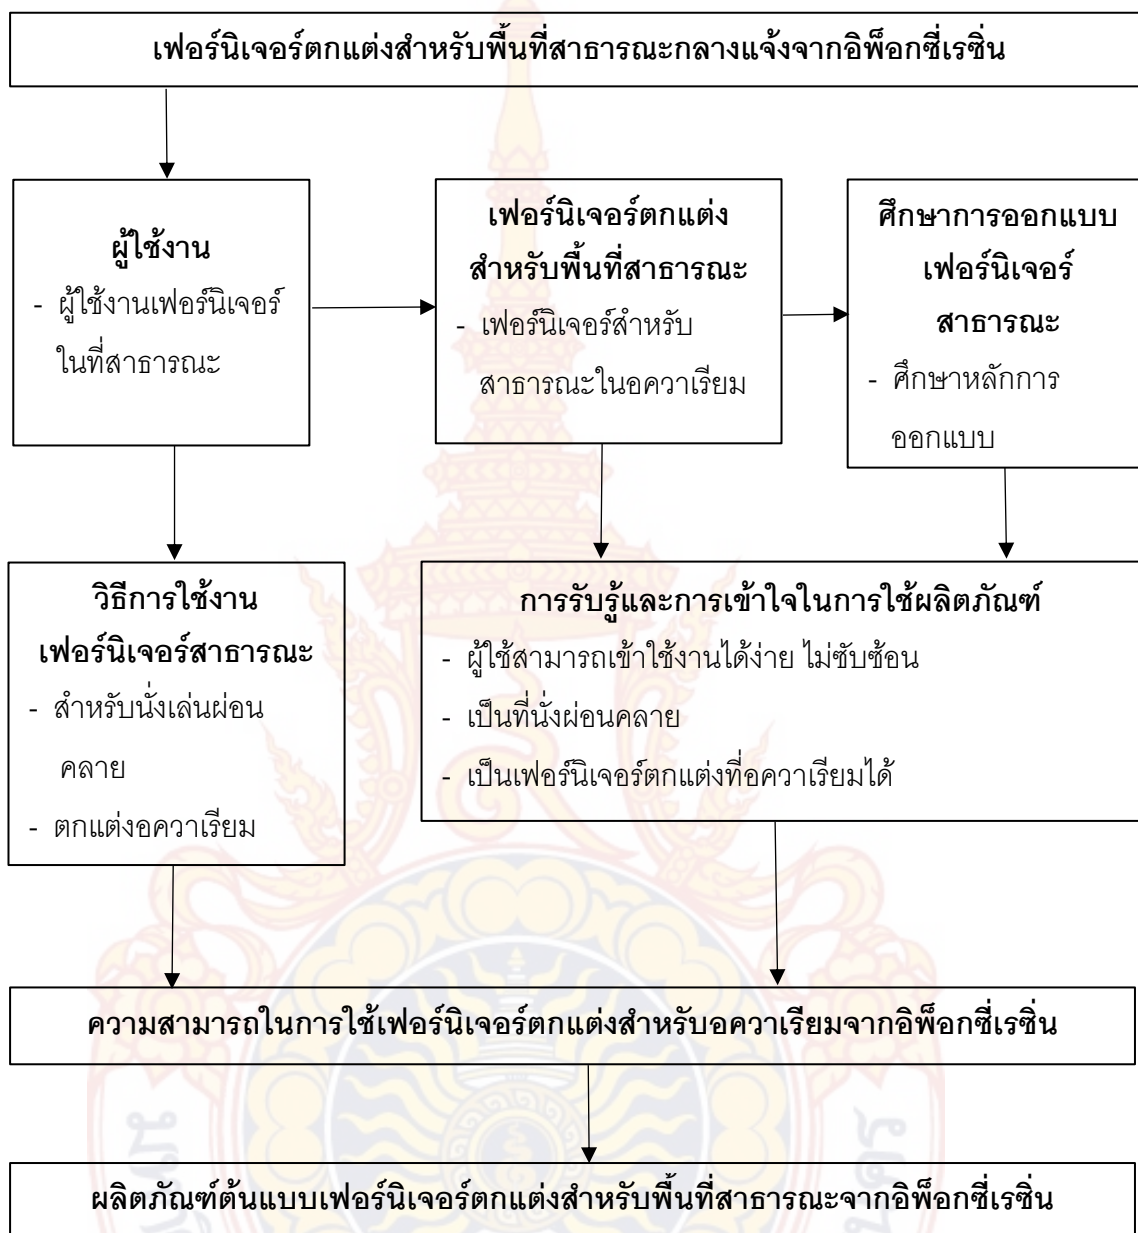 เฟอร์นิเจอร์ตกแต่งสำหรับพื้นที่สาธารณะกลางแจ้งจากอิพ็อกซี่เรซิ่น
ผู้ใช้งาน
- ผู้ใช้งานเฟอร์นิเจอร์
ในที่สาธารณะ
เฟอร์นิเจอร์ตกแต่ง
สำหรับพื้นที่สาธารณะ
- เฟอร์นิเจอร์สำหรับ
สาธารณะในอควาเรียม
ศึกษาการออกแบบ
เฟอร์นิเจอร์
สาธารณะ
- ศึกษาหลักการ
ออกแบบ
วิธีการใช้งาน
เฟอร์นิเจอร์สาธารณะ
- สำหรับนั่งเล่นผ่อน
คลาย
- ตกแต่งอควาเรียม
การรับรู้และการเข้าใจในการใช้ผลิตภัณฑ์
- ผู้ใช้สามารถเข้าใช้งานได้ง่าย ไม่ซับซ้อน
- เป็นที่นั่งผ่อนคลาย
- เป็นเฟอร์นิเจอร์ตกแต่งที่อควาเรียมได้
ความสามารถในการใช้เฟอร์นิเจอร์ตกแต่งสำหรับอควาเรียมจากอิพ็อกซี่เรซิ่น
ผลิตภัณฑ์ต้นแบบเฟอร์นิเจอร์ตกแต่งสำหรับพื้นที่สาธารณะจากอิพ็อกซี่เรซิ่น